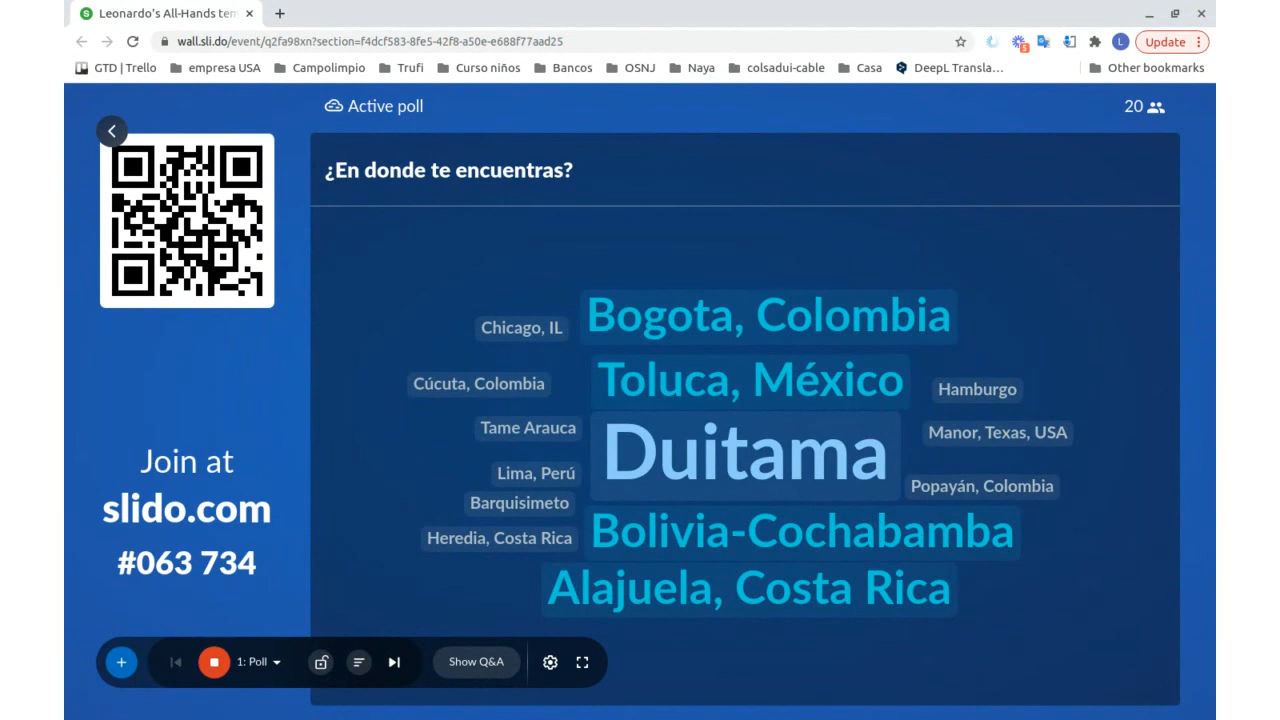 Leonardo's All-Hands tem
wall.sli.do/event/q2fa98xn?section=f4dcf583-8fe5-42f8-a50e-e688f77aad25
5
L
Update
GTD | Trello
empresa USA
Campolimpio
Trufi
Curso niños
Bancos
OSNJ
Naya
colsadui-cable
Casa
DeepL Transla...
Other bookmarks
Active poll
20
¿En donde te encuentras?
Chicago, IL
Bogota, Colombia
Cúcuta, Colombia
Toluca, México
Hamburgo
Tame Arauca
Duitama
Manor, Texas, USA
Lima, Perú
Popayán, Colombia
Barquisimeto
Heredia, Costa Rica
Bolivia-Cochabamba
Alajuela, Costa Rica
Join at
slido.com
#063 734
1: Poll
Show Q&A